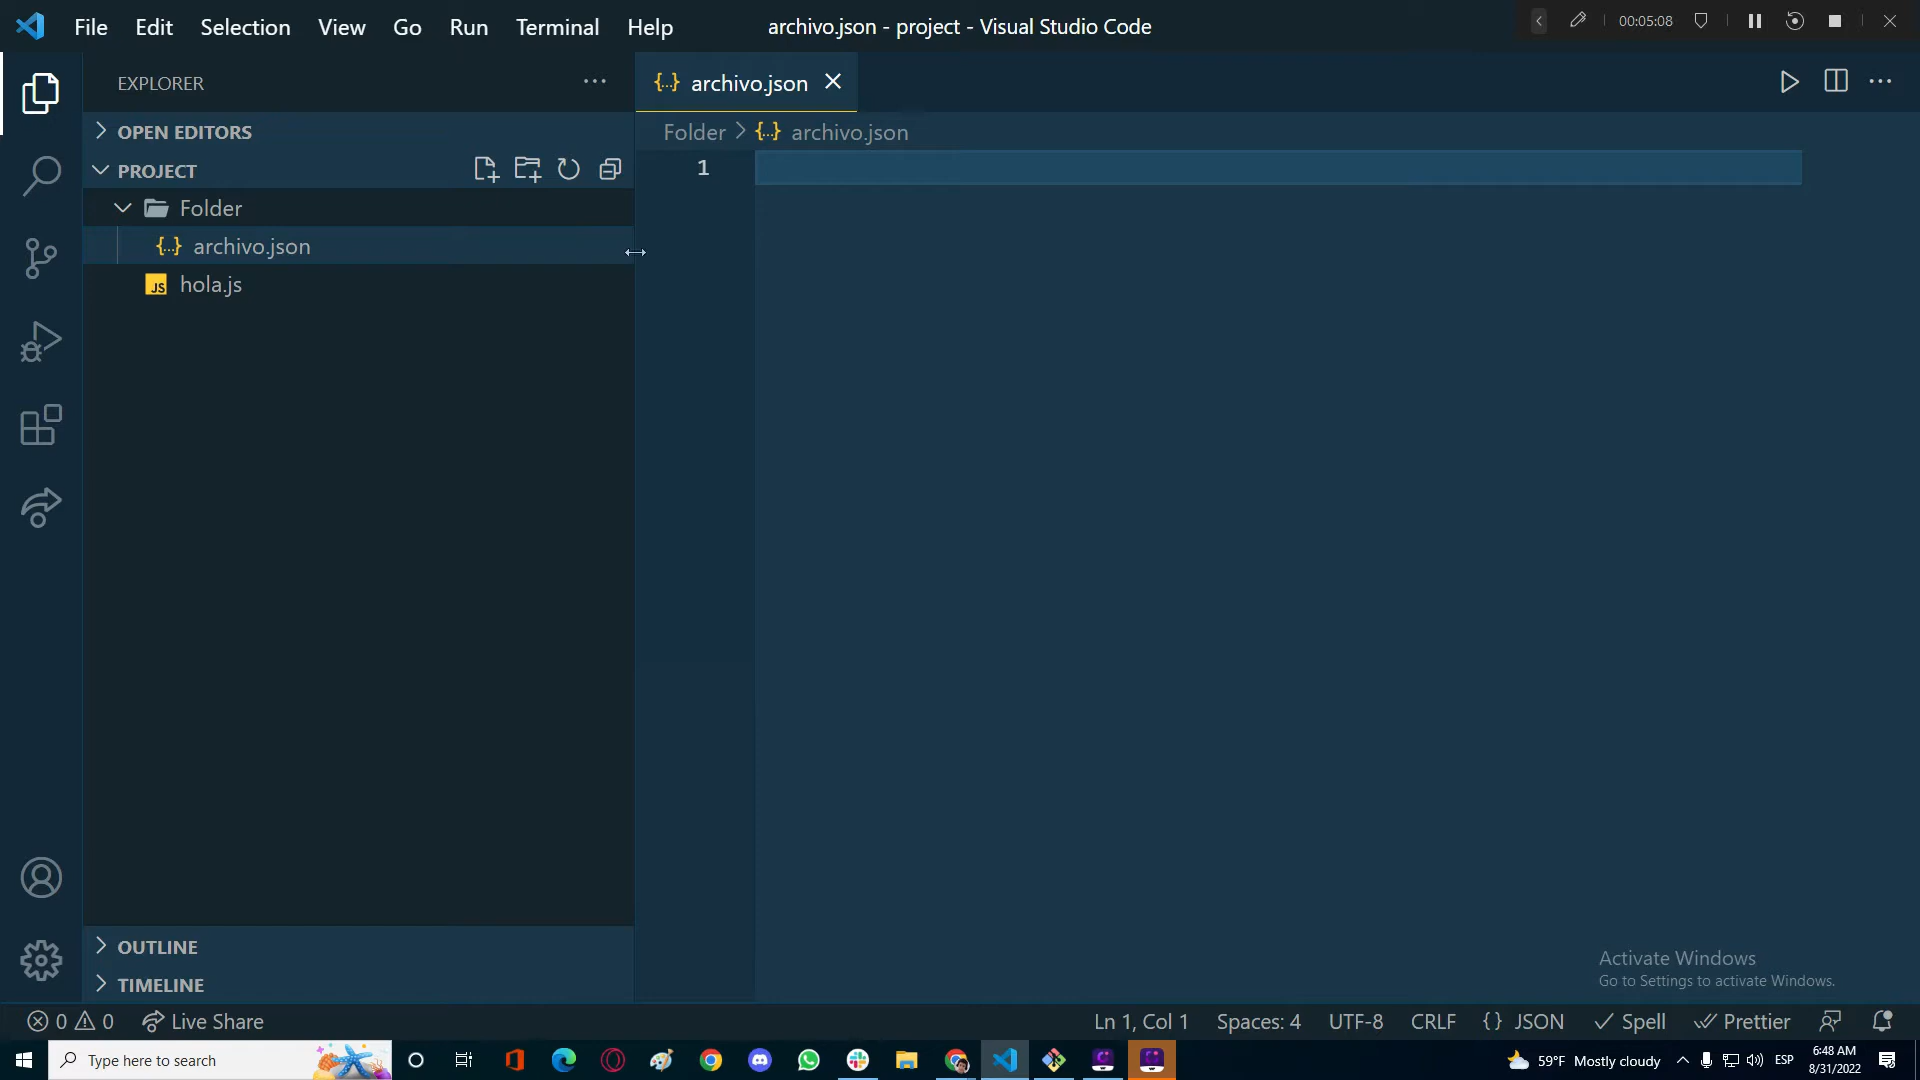 File Edit Selection View Go Run Terminal Help
archivo.json - project - Visual Studio Code
00:05:08
EXPLORER
archivo.json
OPEN EDITORS
Folder > {..} archivo.json
PROJECT
1
Folder
{..} archivo.json
JS hola.js
OUTLINE
TIMELINE
Activate Windows
Go to Settings to activate Windows.
0 0 Live Share
Ln 1, Col 1 Spaces: 4 UTF-8 CRLF {} JSON Spell Prettier
Type here to search
59°F Mostly cloudy
ESP
6:48 AM
8/31/2022